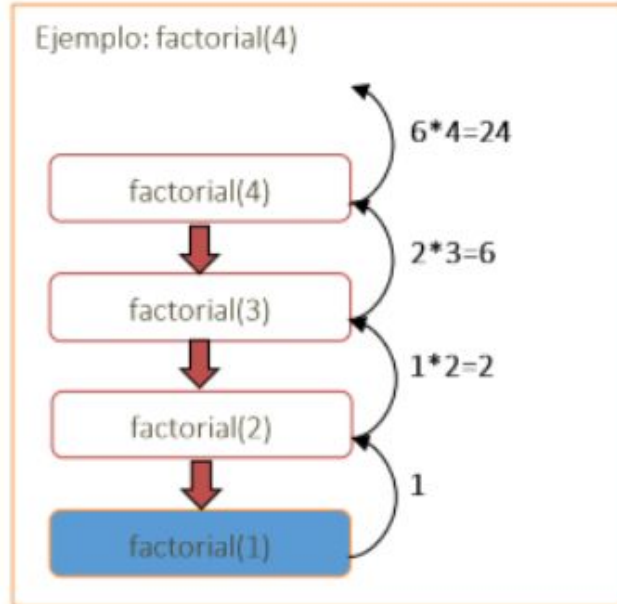 Ejemplo: factorial(4)
6*4=24
factorial(4)
2*3=6
factorial(3)
1*2=2
factorial(2)
1
factorial(1)